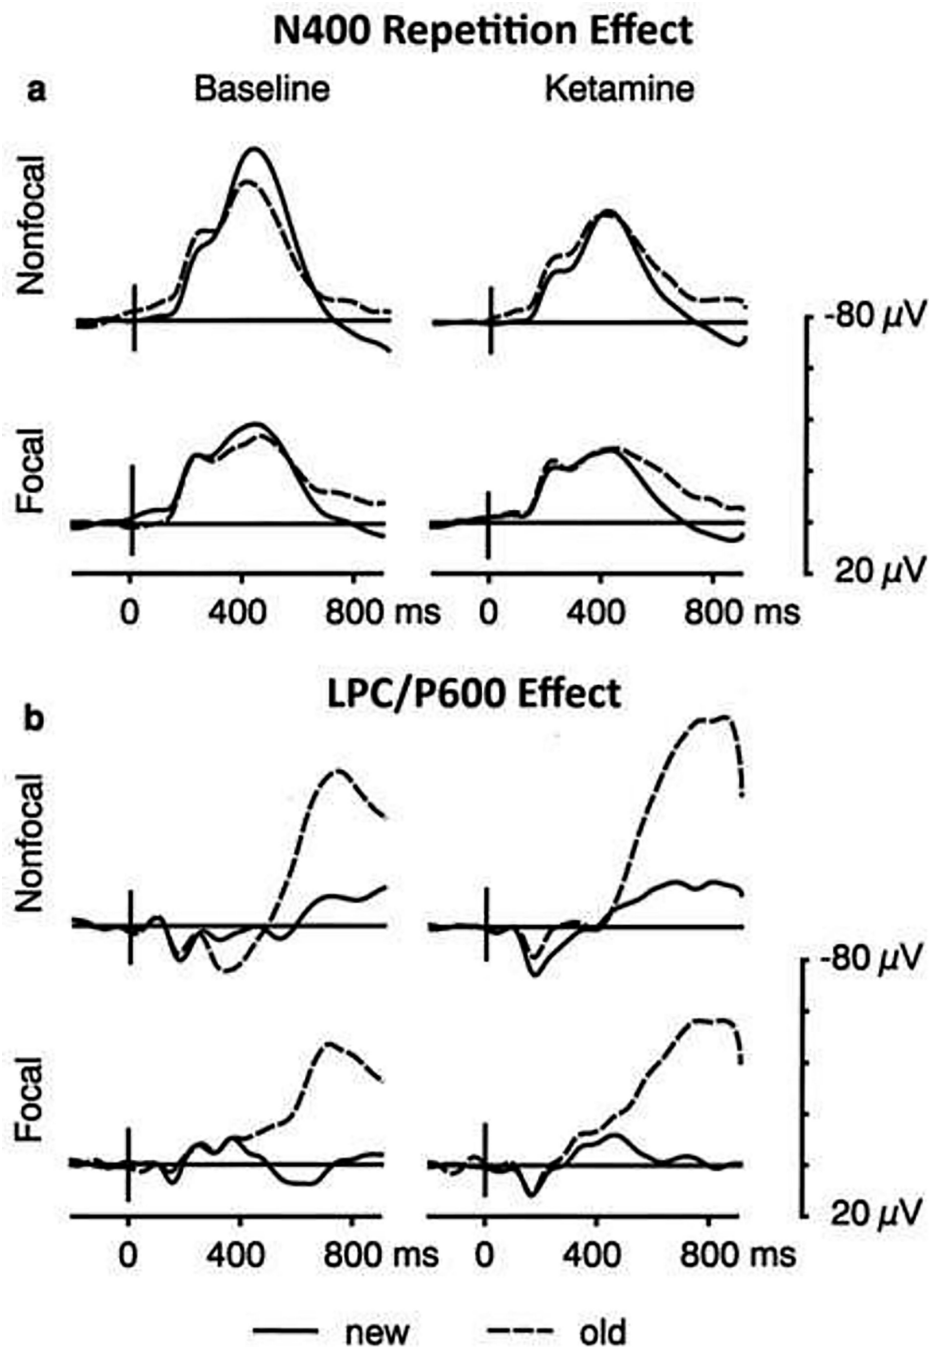 N400 Repetition Effect
a Baseline Ketamine
Nonfocal
-80 µV
Focal
20 µV
0 400 800 ms 0 400 800 ms
LPC/P600 Effect
b
Nonfocal
-80 µV
Focal
20 µV
0 400 800 ms 0 400 800 ms
new old